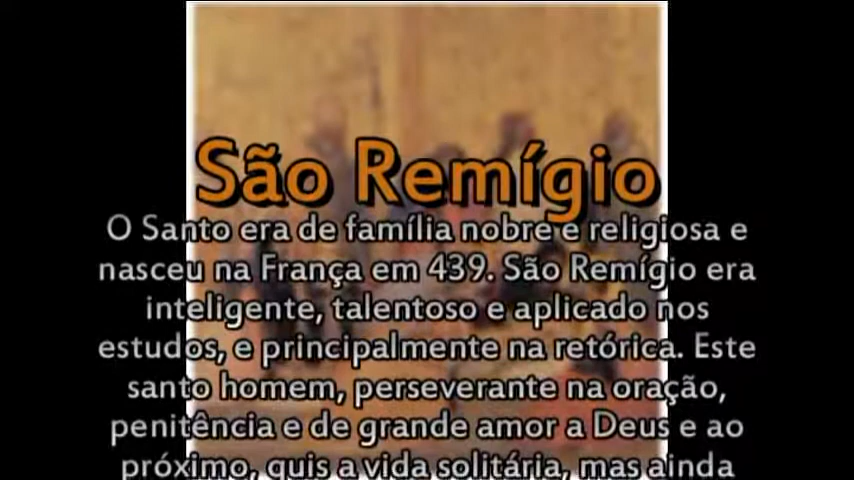 São Remígio
O Santo era de família nobre e religiosa e
nasceu na França em 439. São Remígio era
inteligente, talentoso e aplicado nos
estudos, e principalmente na retórica. Este
santo homem, perseverante na oração,
penitência e de grande amor a Deus e ao
próximo, quis a vida solitária, mas ainda